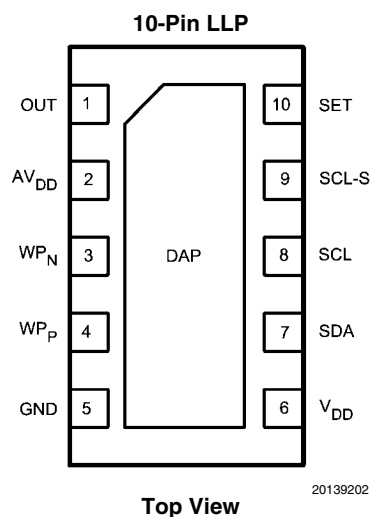 10-Pin LLP
OUT 1 10 SET
AVDD 2 9 SCL-S
WPN 3 DAP 8 SCL
WPP 4 7 SDA
GND 5 6 VDD
20139202
Top View